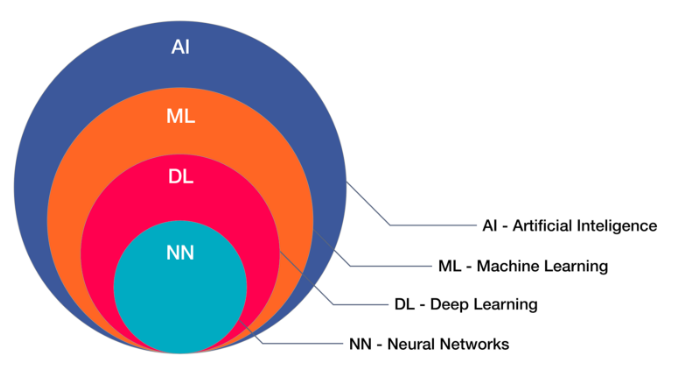 AI
ML
DL
NN
AI - Artificial Inteligence
ML - Machine Learning
DL - Deep Learning
NN - Neural Networks